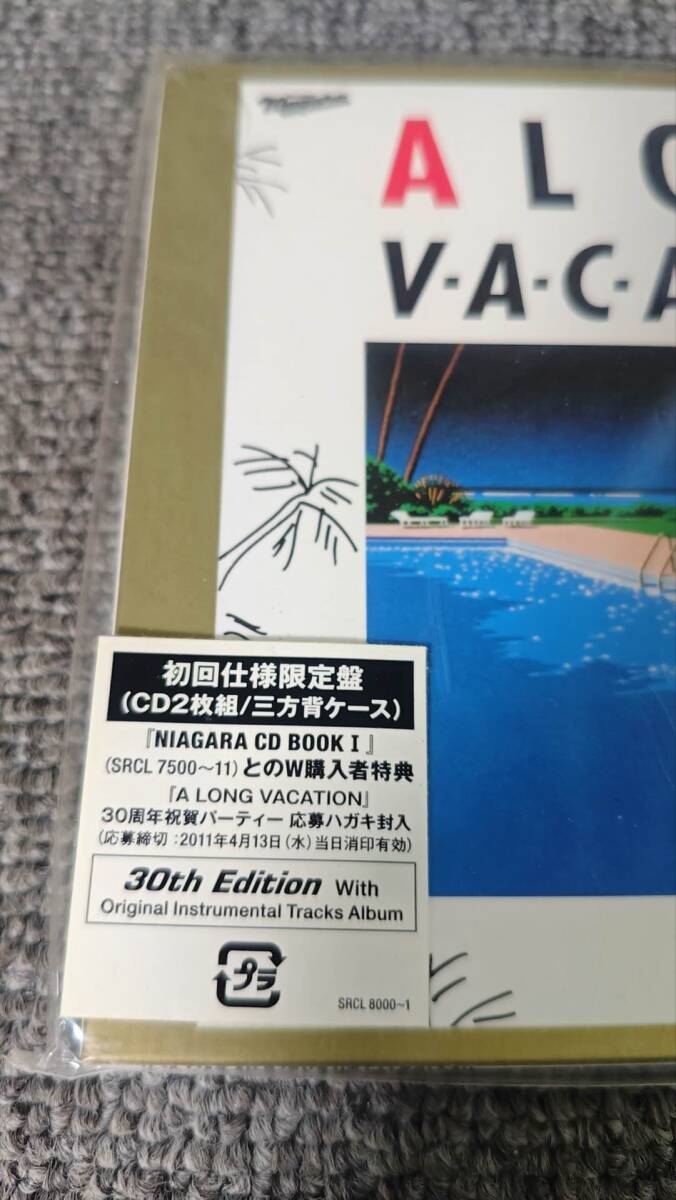 A LO
V·A·C·A
初回仕様限定盤
(CD2枚組/三方背ケース)
『NIAGARA CD BOOK I』
(SRCL 7500〜11)とのW購入者特典
『A LONG VACATION』
30周年祝賀パーティー 応募ハガキ封入
(応募締切:2011年4月13日(水)当日消印有効)
30th Edition With
Original Instrumental Tracks Album
プラ
SRCL 8000〜1